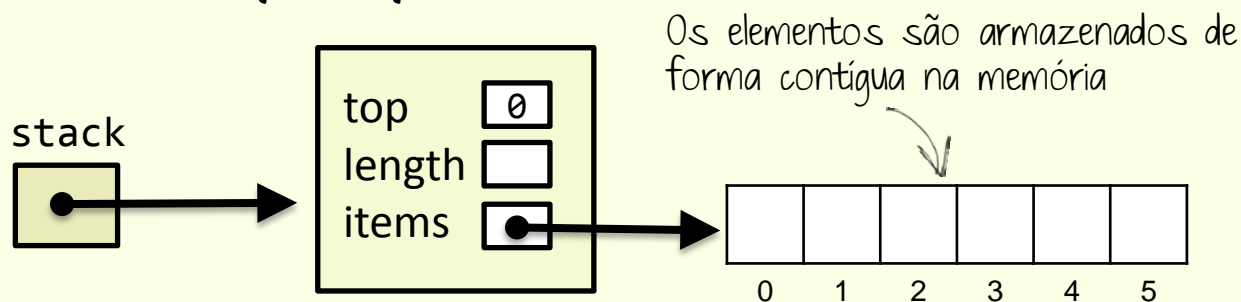 Os elementos são armazenados de
forma contígua na memória
stack
top 0
length
items
0 1 2 3 4 5